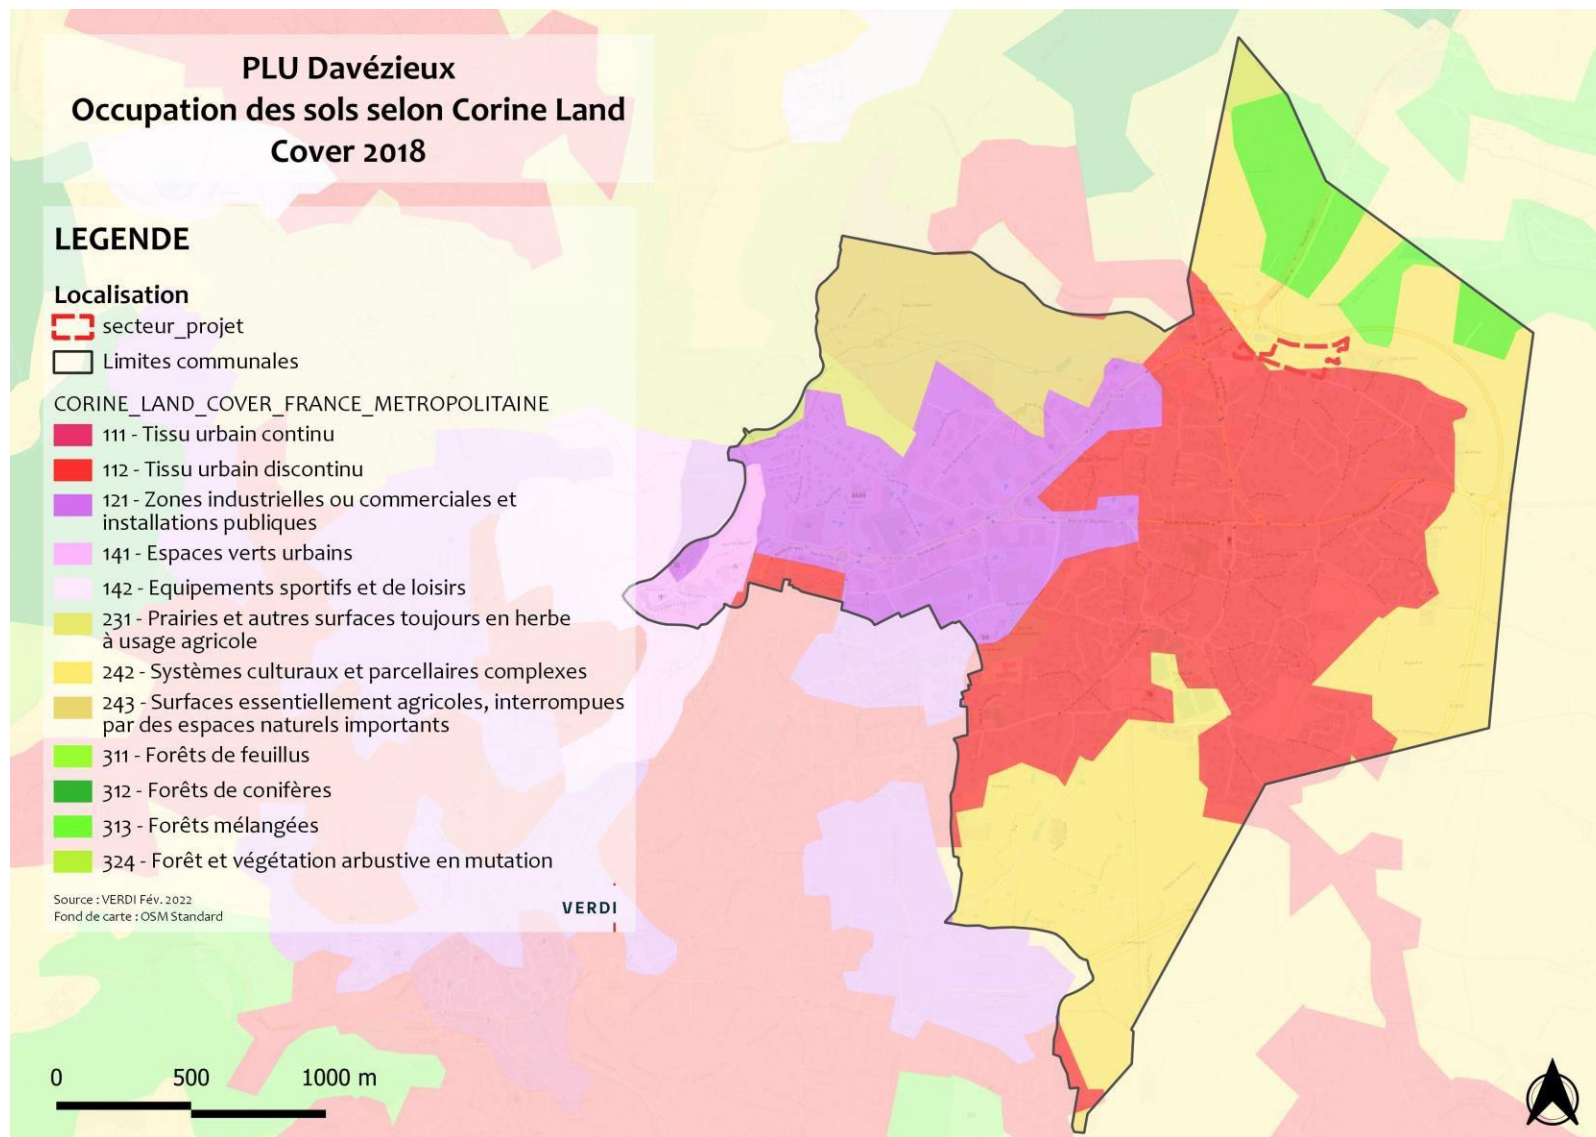 PLU Davézieux
Occupation des sols selon Corine Land
Cover 2018
LEGENDE
Localisation
secteur_projet
Limites communales
CORINE_LAND_COVER_FRANCE_METROPOLITAINE
111 - Tissu urbain continu
112 - Tissu urbain discontinu
121 - Zones industrielles ou commerciales et
installations publiques
141 - Espaces verts urbains
142 - Equipements sportifs et de loisirs
231 - Prairies et autres surfaces toujours en herbe
à usage agricole
242 - Systèmes culturaux et parcellaires complexes
243 - Surfaces essentiellement agricoles, interrompues
par des espaces naturels importants
311 - Forêts de feuillus
312 - Forêts de conifères
313 - Forêts mélangées
324 - Forêt et végétation arbustive en mutation
Source : VERDI Fév. 2022
Fond de carte : OSM Standard
VERDI
0 500 1000 m